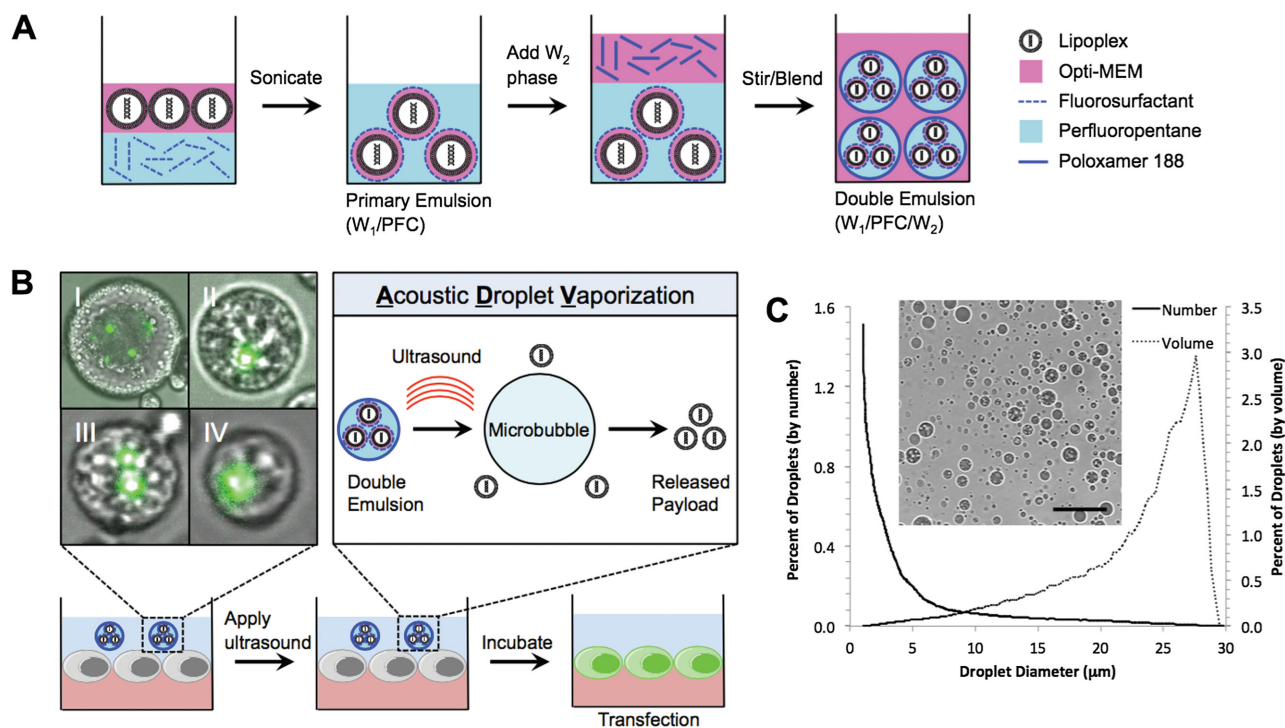 A
Sonicate
Add W₂
phase
Stir/Blend
Primary Emulsion
(W₁/PFC)
Double Emulsion
(W₁/PFC/W₂)
Lipoplex
Opti-MEM
Fluorosurfactant
Perfluoropentane
Poloxamer 188
B
I
II
III
IV
Acoustic Droplet Vaporization
Ultrasound
Microbubble
Double
Emulsion
Released
Payload
Apply
ultrasound
Incubate
Transfection
C
Number
Volume
Percent of Droplets (by number)
1.6
1.2
0.8
0.4
0.0
Percent of Droplets (by volume)
3.5
3.0
2.5
2.0
1.5
1.0
0.5
0.0
0
5
10
15
20
25
30
Droplet Diameter (μm)